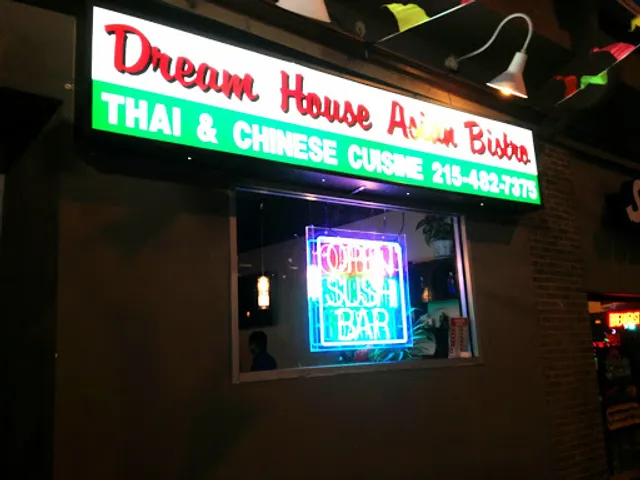 Dream House Asian Bistro
THAI & CHINESE CUISINE 215-482-7375
OPEN
SUSHI
BAR